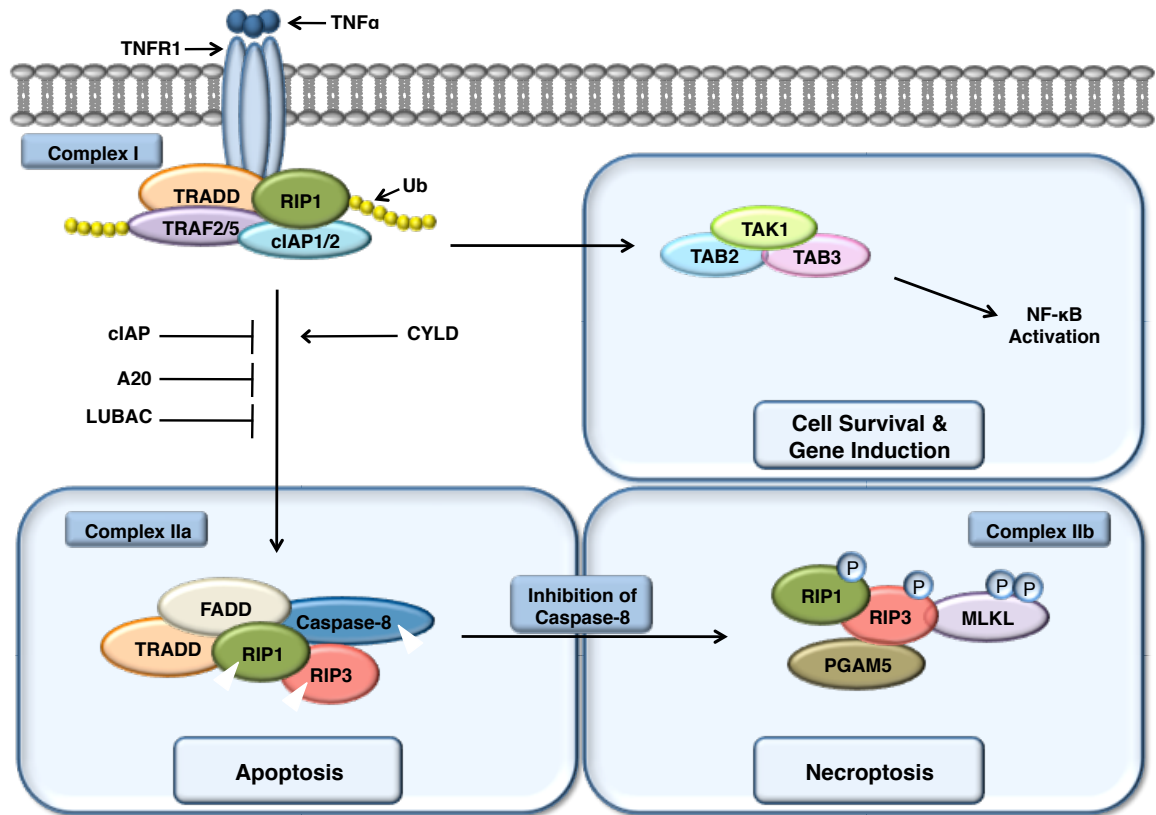 TNFα
TNFR1
Complex I
TRADD
RIP1
Ub
TRAF2/5
cIAP1/2
TAK1
TAB2
TAB3
NF-κB
Activation
cIAP
CYLD
A20
LUBAC
Cell Survival &
Gene Induction
Complex IIa
FADD
Caspase-8
TRADD
RIP1
RIP3
Inhibition of
Caspase-8
Complex IIb
P
P
P
P
RIP1
RIP3
MLKL
PGAM5
Apoptosis
Necroptosis